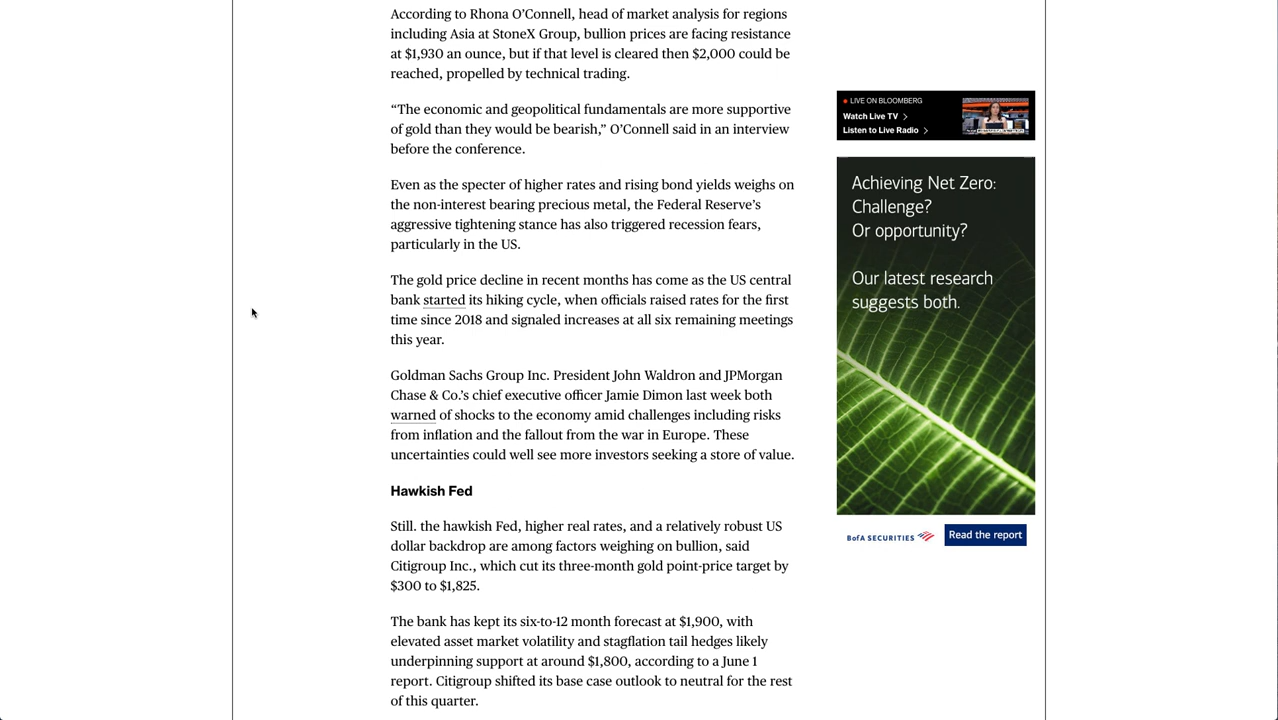 According to Rhona O’Connell, head of market analysis for regions
including Asia at StoneX Group, bullion prices are facing resistance
at $1,930 an ounce, but if that level is cleared then $2,000 could be
reached, propelled by technical trading.
“The economic and geopolitical fundamentals are more supportive
of gold than they would be bearish,” O’Connell said in an interview
before the conference.
Even as the specter of higher rates and rising bond yields weighs on
the non-interest bearing precious metal, the Federal Reserve’s
aggressive tightening stance has also triggered recession fears,
particularly in the US.
The gold price decline in recent months has come as the US central
bank started its hiking cycle, when officials raised rates for the first
time since 2018 and signaled increases at all six remaining meetings
this year.
Goldman Sachs Group Inc. President John Waldron and JPMorgan
Chase & Co.’s chief executive officer Jamie Dimon last week both
warned of shocks to the economy amid challenges including risks
from inflation and the fallout from the war in Europe. These
uncertainties could well see more investors seeking a store of value.
Hawkish Fed
Still. the hawkish Fed, higher real rates, and a relatively robust US
dollar backdrop are among factors weighing on bullion, said
Citigroup Inc., which cut its three-month gold point-price target by
$300 to $1,825.
The bank has kept its six-to-12 month forecast at $1,900, with
elevated asset market volatility and stagflation tail hedges likely
underpinning support at around $1,800, according to a June 1
report. Citigroup shifted its base case outlook to neutral for the rest
of this quarter.
LIVE ON BLOOMBERG
Watch Live TV
Listen to Live Radio
Achieving Net Zero:
Challenge?
Or opportunity?
Our latest research
suggests both.
BofA SECURITIES
Read the report